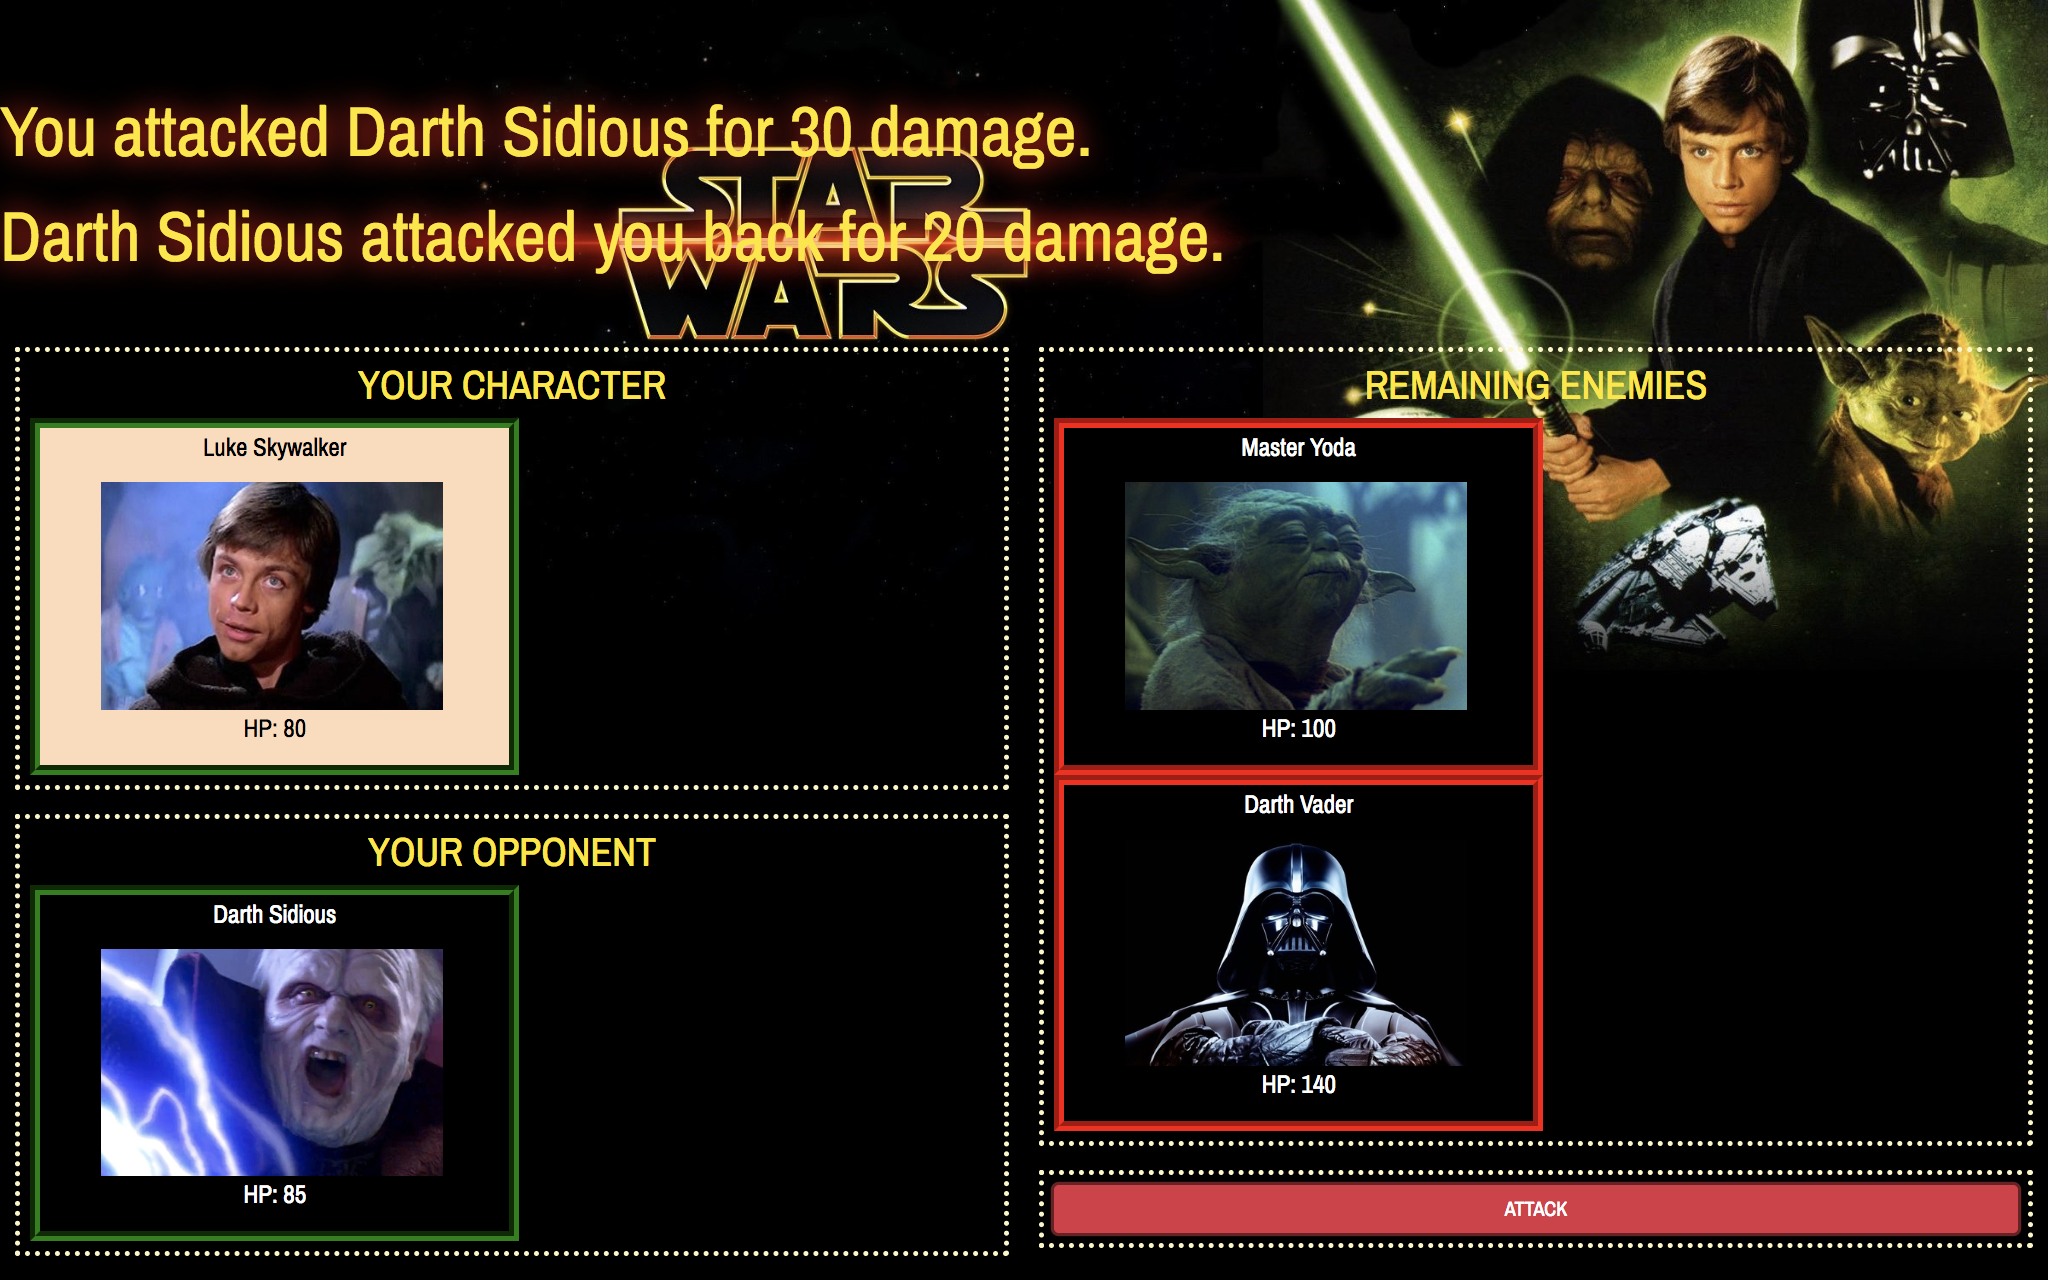 You attacked Darth Sidious for 30 damage.
Darth Sidious attacked you back for 20 damage.
STAR
WARS
YOUR CHARACTER
Luke Skywalker
HP: 80
YOUR OPPONENT
Darth Sidious
HP: 85
REMAINING ENEMIES
Master Yoda
HP: 100
Darth Vader
HP: 140
ATTACK